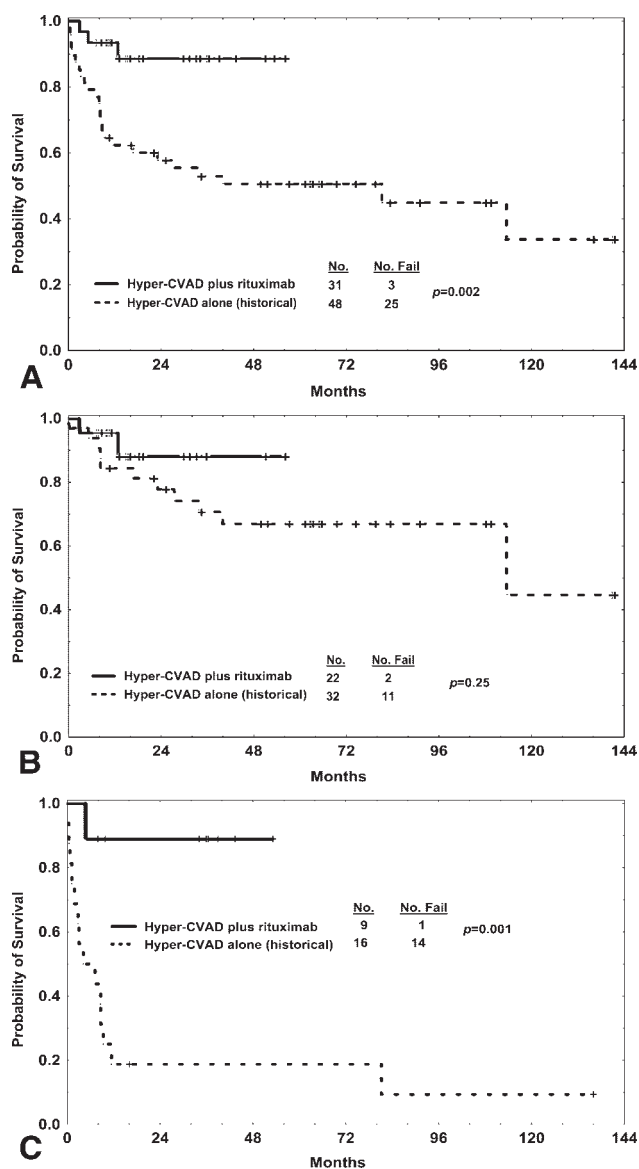 1.0
0.8
0.6
0.4
0.2
0.0
Probability of Survival
No. No. Fail
Hyper-CVAD plus rituximab 31 3
Hyper-CVAD alone (historical) 48 25
p=0.002
0 24 48 72 96 120 144
Months
A
1.0
0.8
0.6
0.4
0.2
0.0
Probability of Survival
No. No. Fail
Hyper-CVAD plus rituximab 22 2
Hyper-CVAD alone (historical) 32 11
p=0.25
0 24 48 72 96 120 144
Months
B
1.0
0.8
0.6
0.4
0.2
0.0
Probability of Survival
No. No. Fail
Hyper-CVAD plus rituximab 9 1
Hyper-CVAD alone (historical) 16 14
p=0.001
0 24 48 72 96 120 144
Months
C